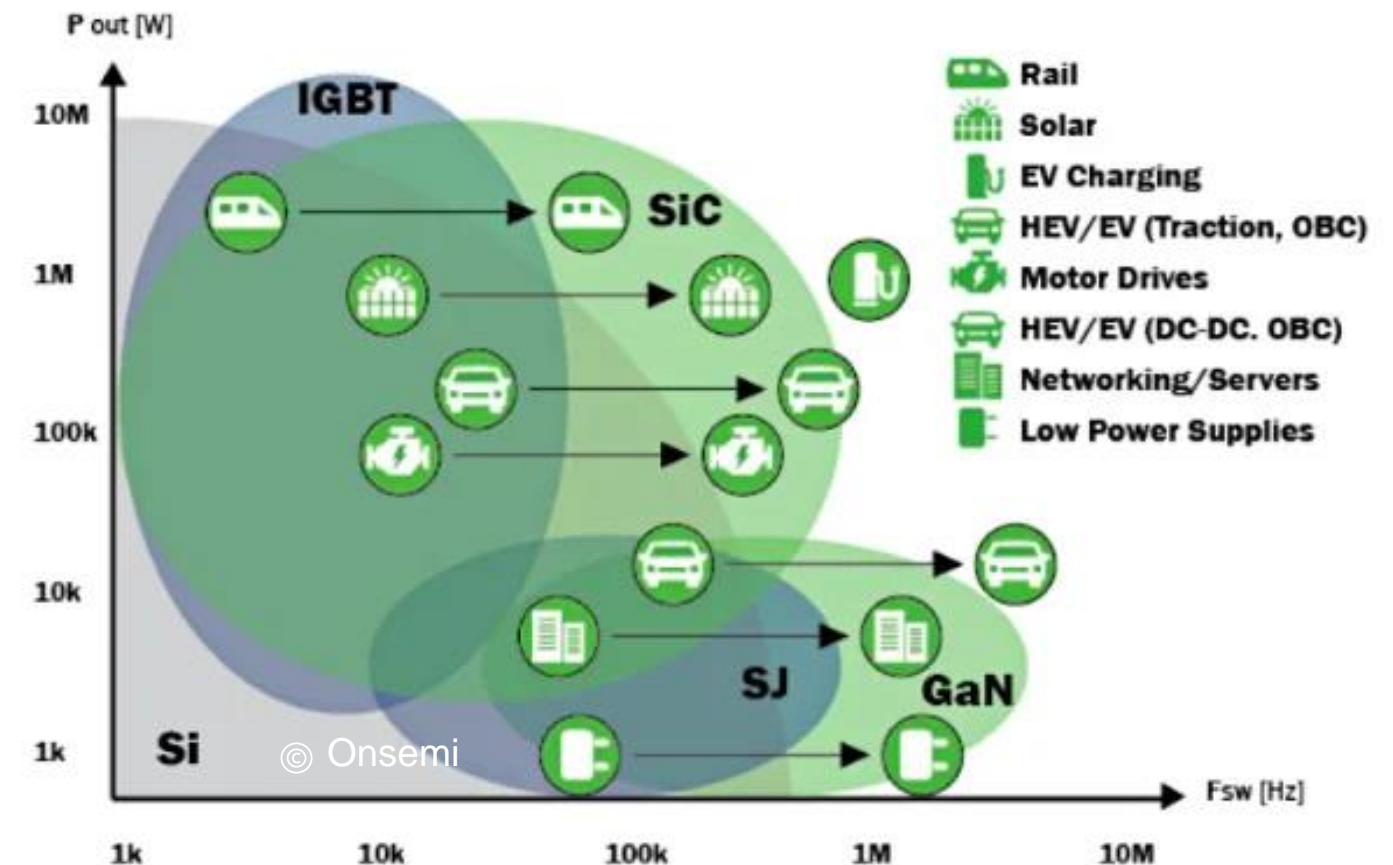 P out [W]
IGBT
10M
1M
100k
10k
1k
SiC
SJ
GaN
Si
© Onsemi
Fsw [Hz]
1k
10k
100k
1M
10M
Rail
Solar
EV Charging
HEV/EV (Traction, OBC)
Motor Drives
HEV/EV (DC-DC. OBC)
Networking/Servers
Low Power Supplies